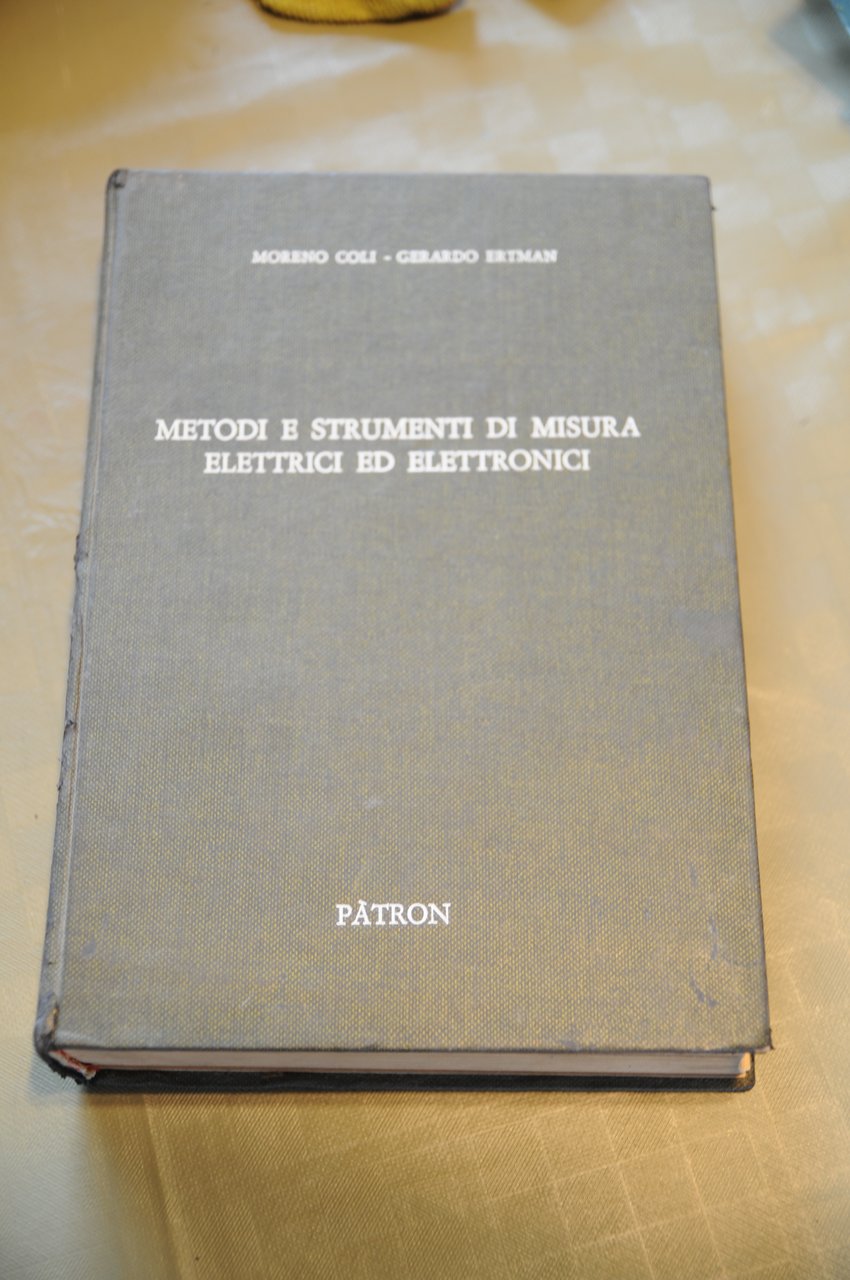 MORENO COLI - GERARDO ERTMAN
METODI E STRUMENTI DI MISURA
ELETTRICI ED ELETTRONICI
PÀTRON